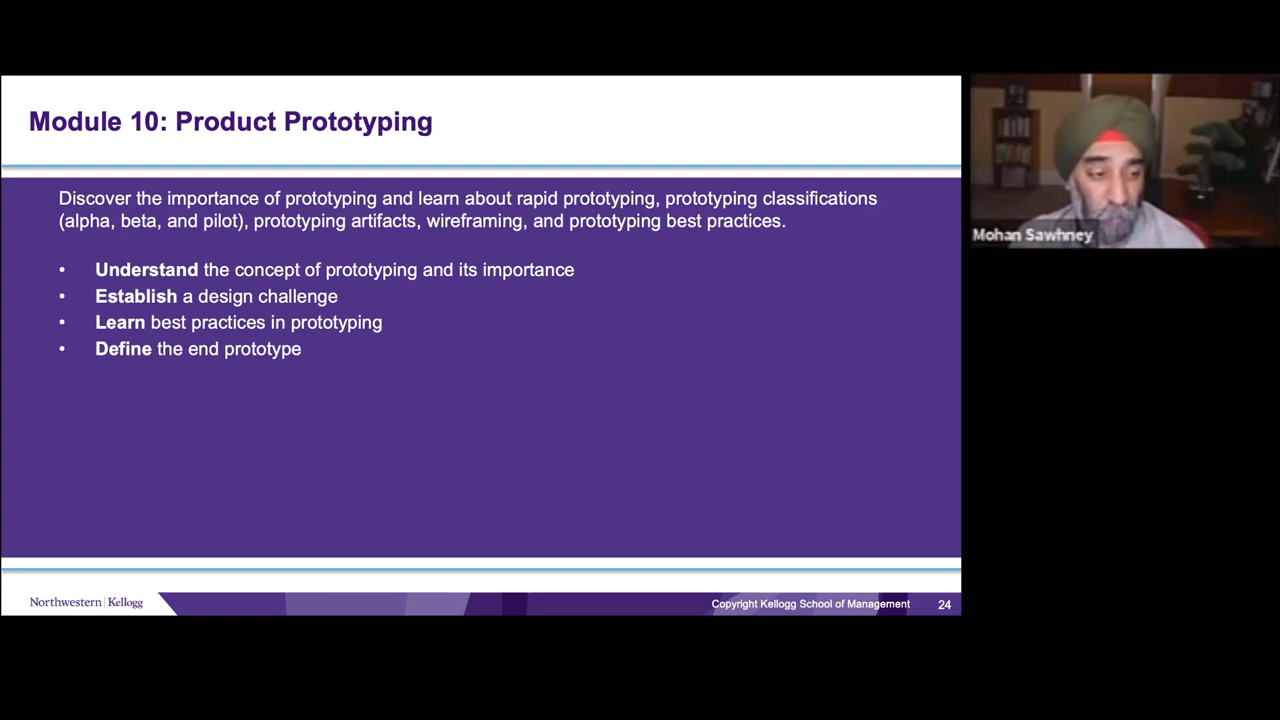 Module 10: Product Prototyping
Discover the importance of prototyping and learn about rapid prototyping, prototyping classifications
(alpha, beta, and pilot), prototyping artifacts, wireframing, and prototyping best practices.
• Understand the concept of prototyping and its importance
• Establish a design challenge
• Learn best practices in prototyping
• Define the end prototype
Northwestern | Kellogg
Copyright Kellogg School of Management 24
Mohan Sawhney